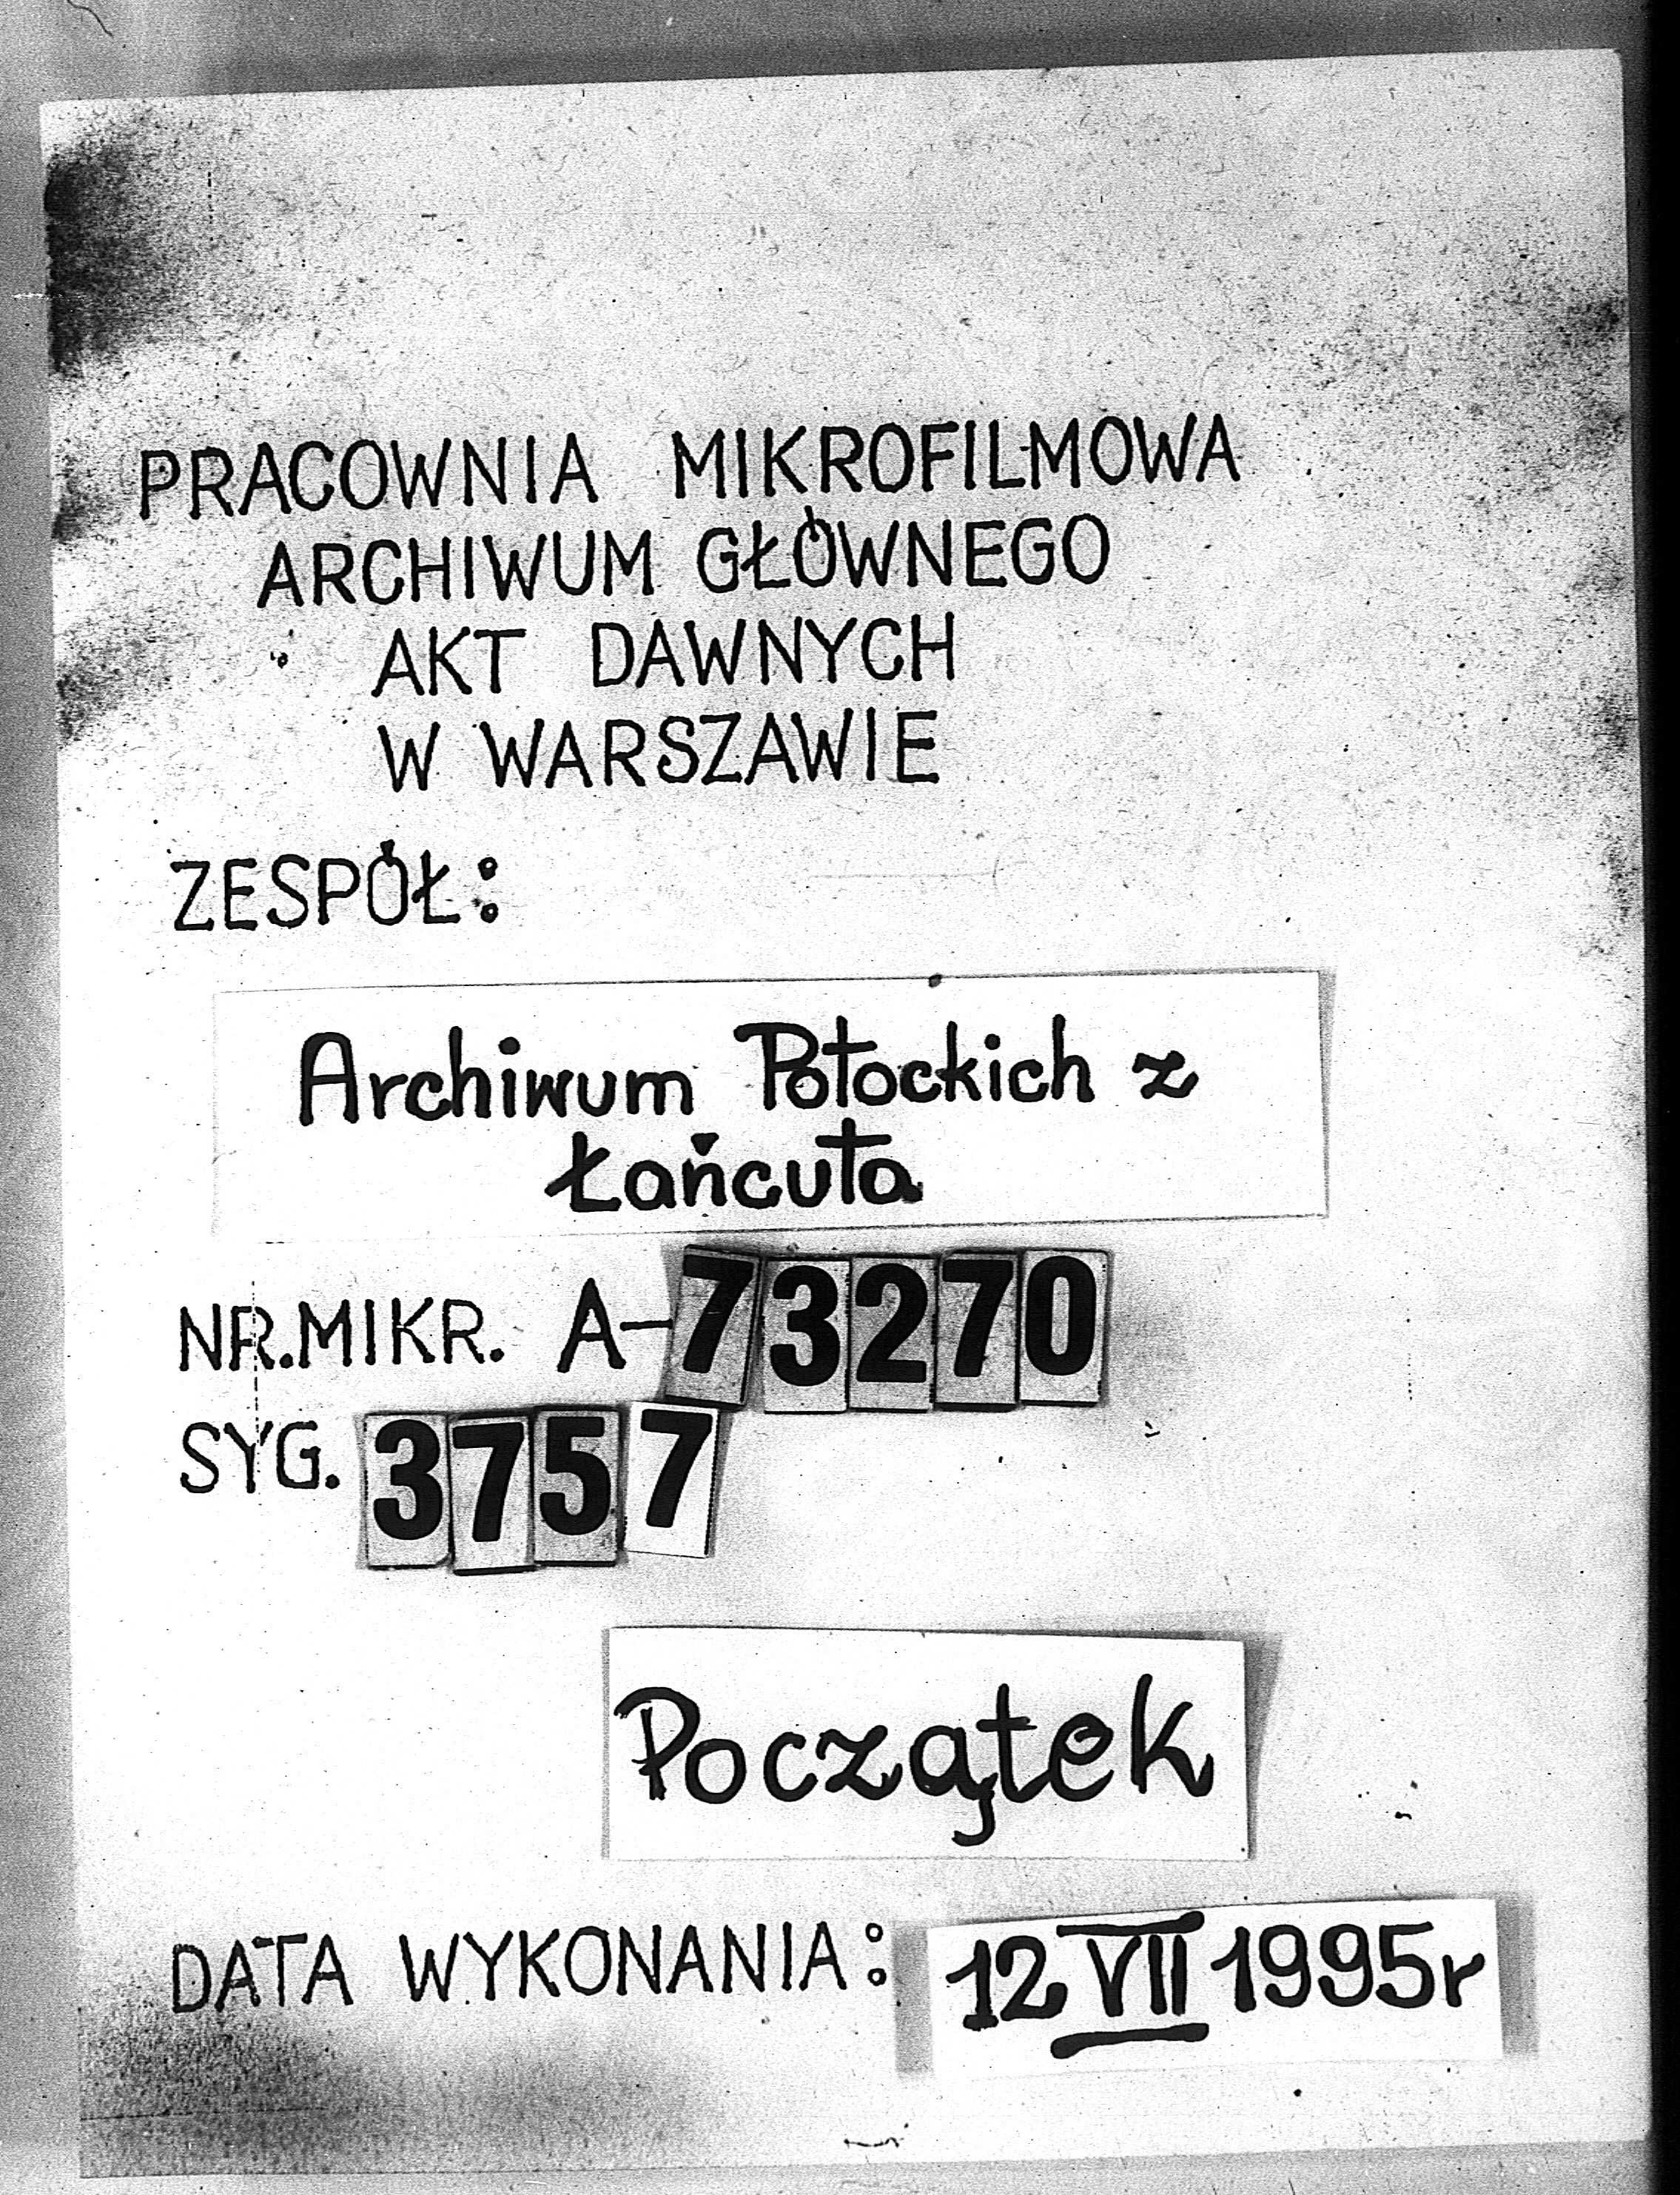 PRACOWNIA MIKROFILMOWA
ARCHIWUM GŁÓWNEGO
AKT DAWNYCH
W WARSZAWIE
ZESPÓŁ:
Archiwum Potockich z
Łańcuta
NR.MIKR. A-73270
SYG. 3757
Początek
DATA WYKONANIA: 12 VII 1995r